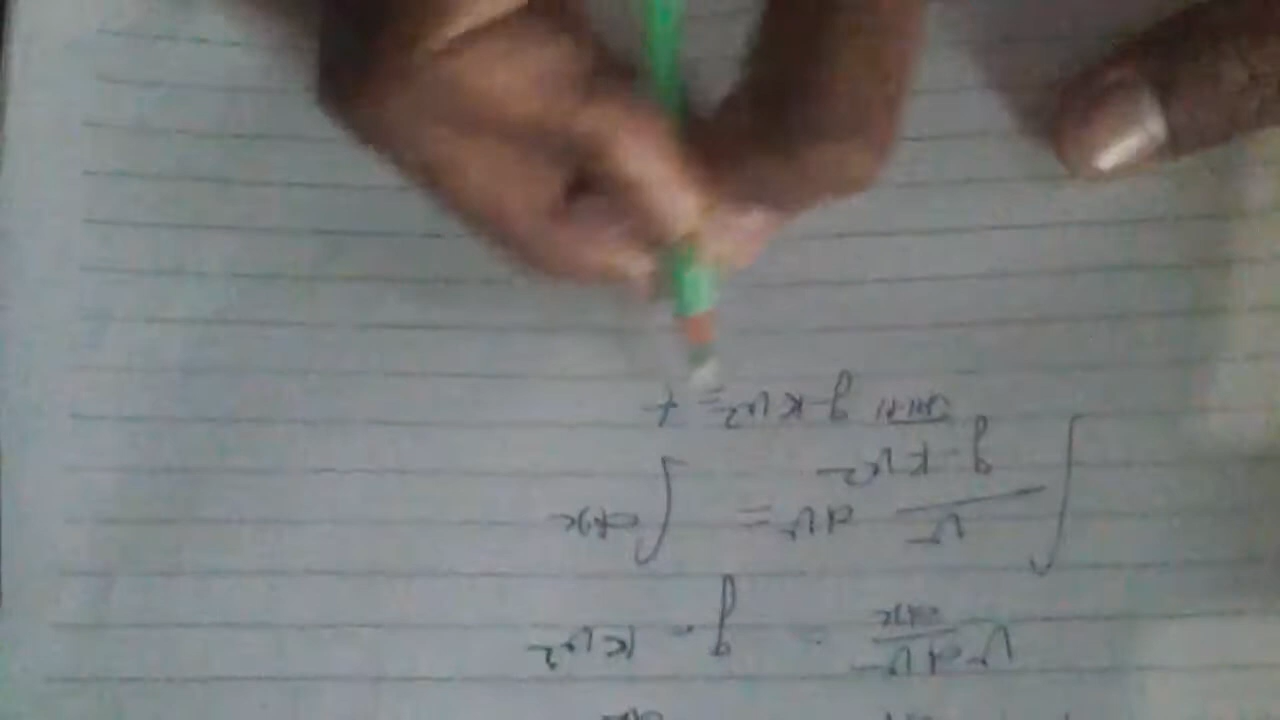 v dv/dx = g - kv²
∫ v/(g - kv²) dv = ∫ dx
g - kv² = t